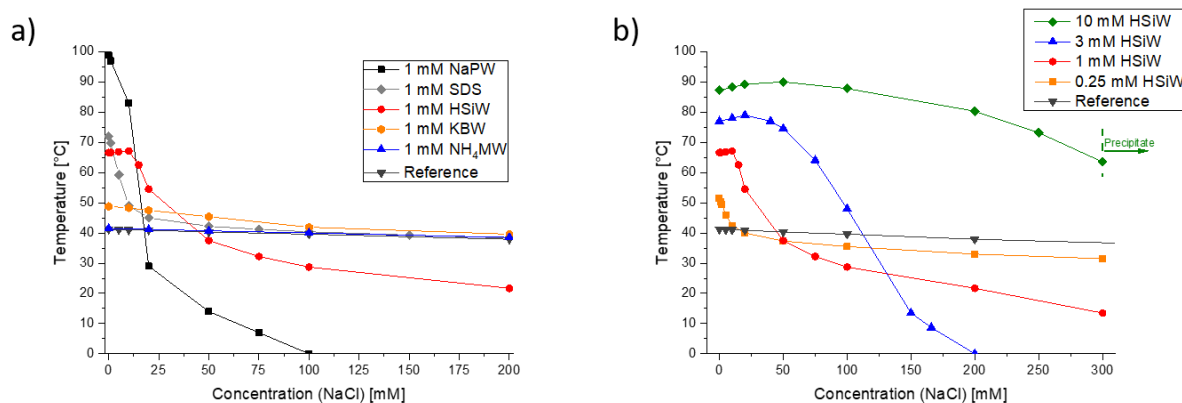 a)
100
90
80
70
60
50
40
30
20
10
0
Temperature [°C]
1 mM NaPW
1 mM SDS
1 mM HSiW
1 mM KBW
1 mM NH₄MW
Reference
0 25 50 75 100 125 150 175 200
Concentration (NaCl) [mM]
b)
100
90
80
70
60
50
40
30
20
10
0
Temperature [°C]
10 mM HSiW
3 mM HSiW
1 mM HSiW
0.25 mM HSiW
Reference
Precipitate
0 50 100 150 200 250 300
Concentration (NaCl) [mM]